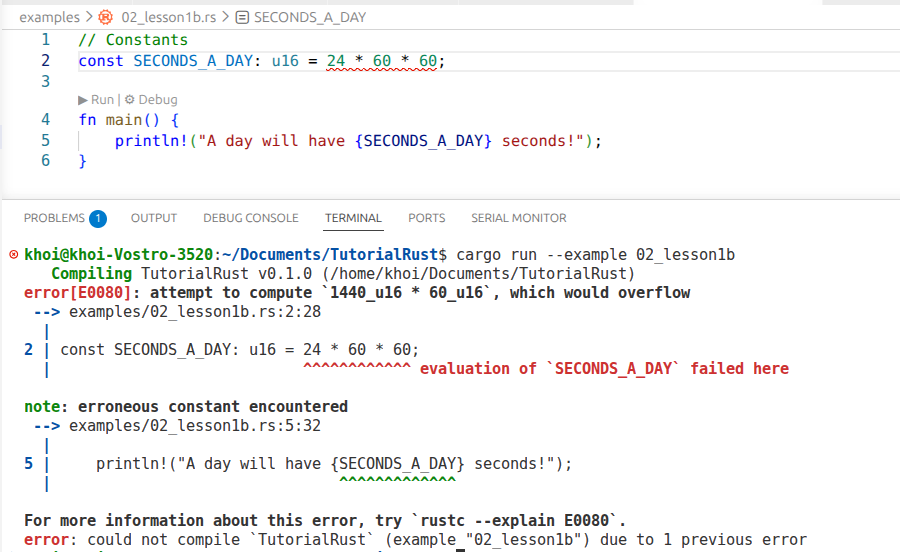 examples > 02_lesson1b.rs > SECONDS_A_DAY
1 // Constants
2 const SECONDS_A_DAY: u16 = 24 * 60 * 60;
3
▶ Run | ⚙ Debug
4 fn main() {
5     println!("A day will have {SECONDS_A_DAY} seconds!");
6 }
PROBLEMS 1 OUTPUT DEBUG CONSOLE TERMINAL PORTS SERIAL MONITOR
khoi@khoi-Vostro-3520:~/Documents/TutorialRust$ cargo run --example 02_lesson1b
   Compiling TutorialRust v0.1.0 (/home/khoi/Documents/TutorialRust)
error[E0080]: attempt to compute `1440_u16 * 60_u16`, which would overflow
 --> examples/02_lesson1b.rs:2:28
  |
2 | const SECONDS_A_DAY: u16 = 24 * 60 * 60;
  |                            ^^^^^^^^^^^^ evaluation of `SECONDS_A_DAY` failed here
note: erroneous constant encountered
 --> examples/02_lesson1b.rs:5:32
  |
5 |     println!("A day will have {SECONDS_A_DAY} seconds!");
  |                                ^^^^^^^^^^^^^
For more information about this error, try `rustc --explain E0080`.
error: could not compile `TutorialRust` (example "02_lesson1b") due to 1 previous error